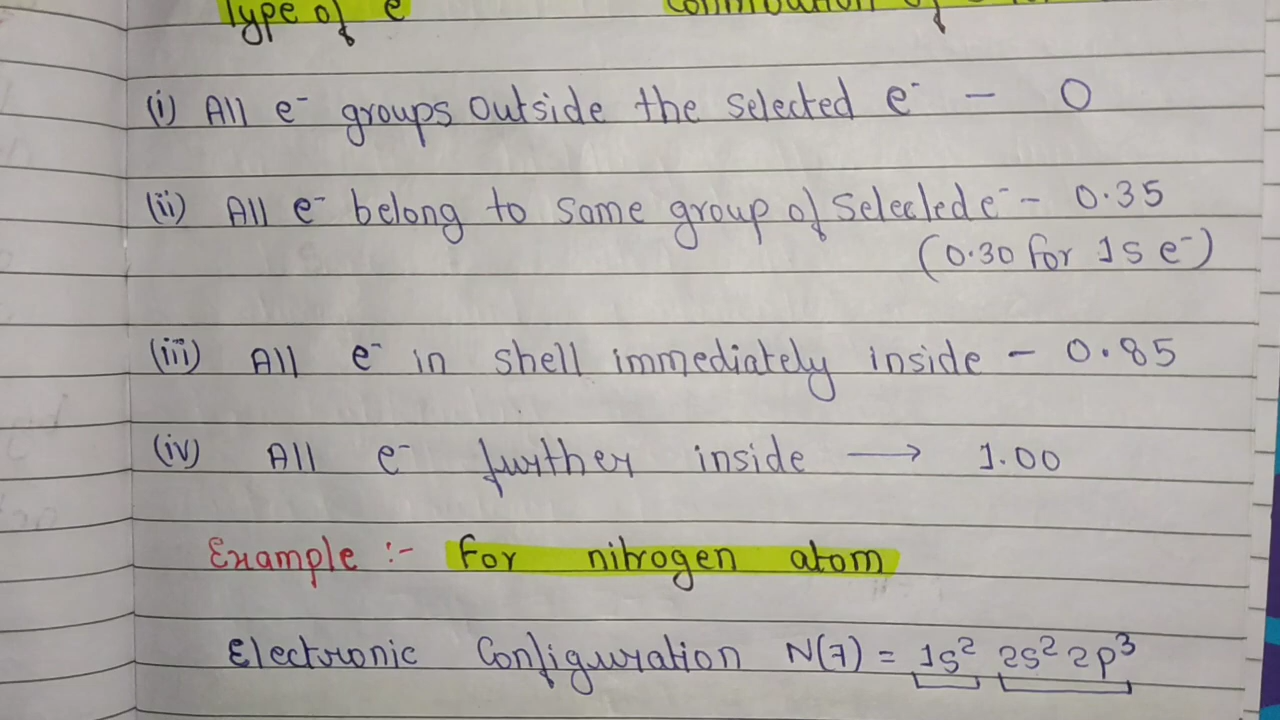 Type of e
(i) All e⁻ groups outside the selected e⁻ – 0
(ii) All e⁻ belong to same group of selected e⁻ – 0.35
(0.30 for 1s e⁻)
(iii) All e⁻ in shell immediately inside – 0.85
(iv) All e⁻ further inside → 1.00
Example :- For nitrogen atom
Electronic Configuration N(7) = 1s² 2s² 2p³